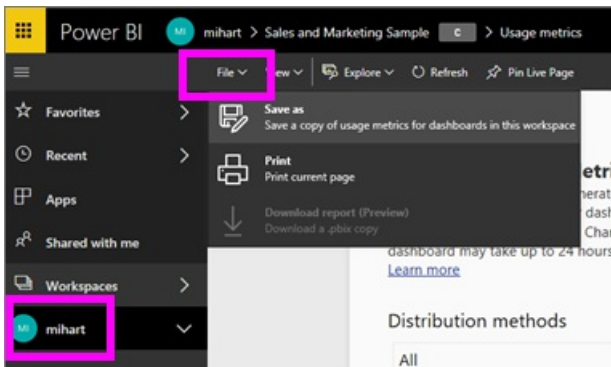 Power BI MI mihart > Sales and Marketing Sample C > Usage metrics
File View Explore Refresh Pin Live Page
Favorites
Recent
Apps
Shared with me
Workspaces
MI mihart
Save as
Save a copy of usage metrics for dashboards in this workspace
Print
Print current page
Download report (Preview)
Download a .pbix copy
dashboard may take up to 24 hours
Learn more
Distribution methods
All